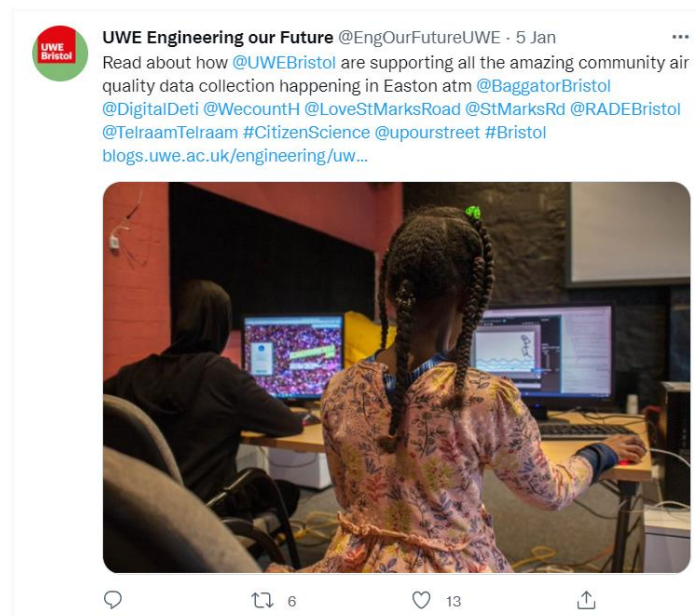 UWE
Bristol
UWE Engineering our Future @EngOurFutureUWE · 5 Jan
Read about how @UWEBristol are supporting all the amazing community air
quality data collection happening in Easton atm @BaggatorBristol
@DigitalDeti @WecountH @LoveStMarksRoad @StMarksRd @RADEBristol
@TelraamTelraam #CitizenScience @upourstreet #Bristol
blogs.uwe.ac.uk/engineering/uw...
6
13